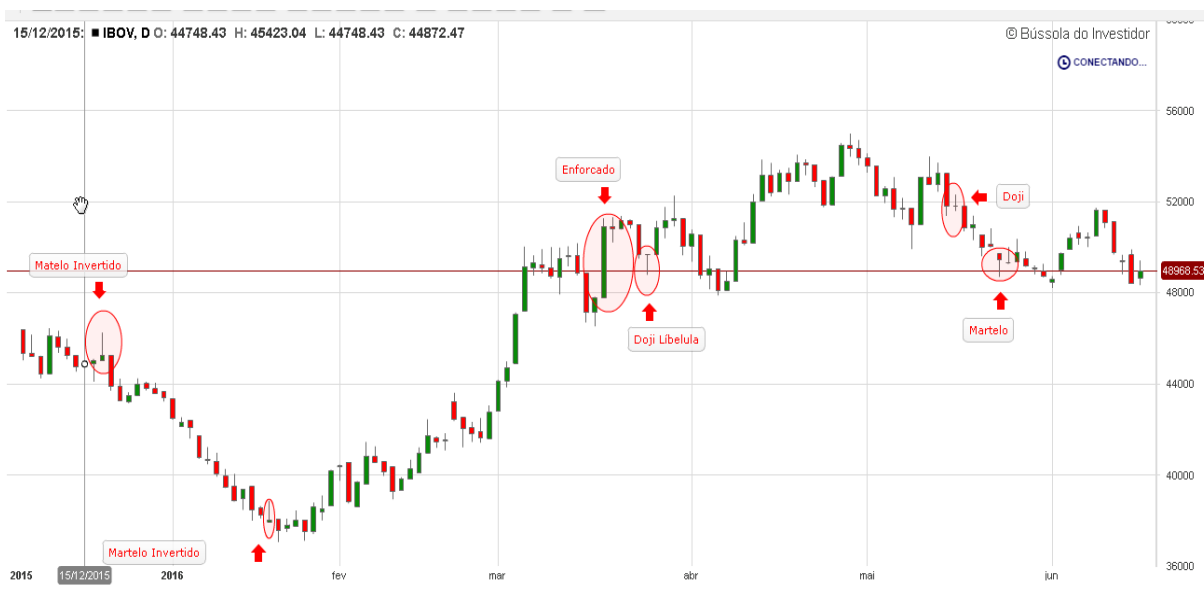 15/12/2015: ■ IBOV, D O: 44748.43 H: 45423.04 L: 44748.43 C: 44872.47
© Bússola do Investidor
CONECTANDO...
56000
Enforcado
52000
Doji
Matelo Invertido
48968.53
48000
Martelo
Doji Líbelula
44000
40000
Martelo Invertido
36000
2015 15/12/2015 2016 fev mar abr mai jun